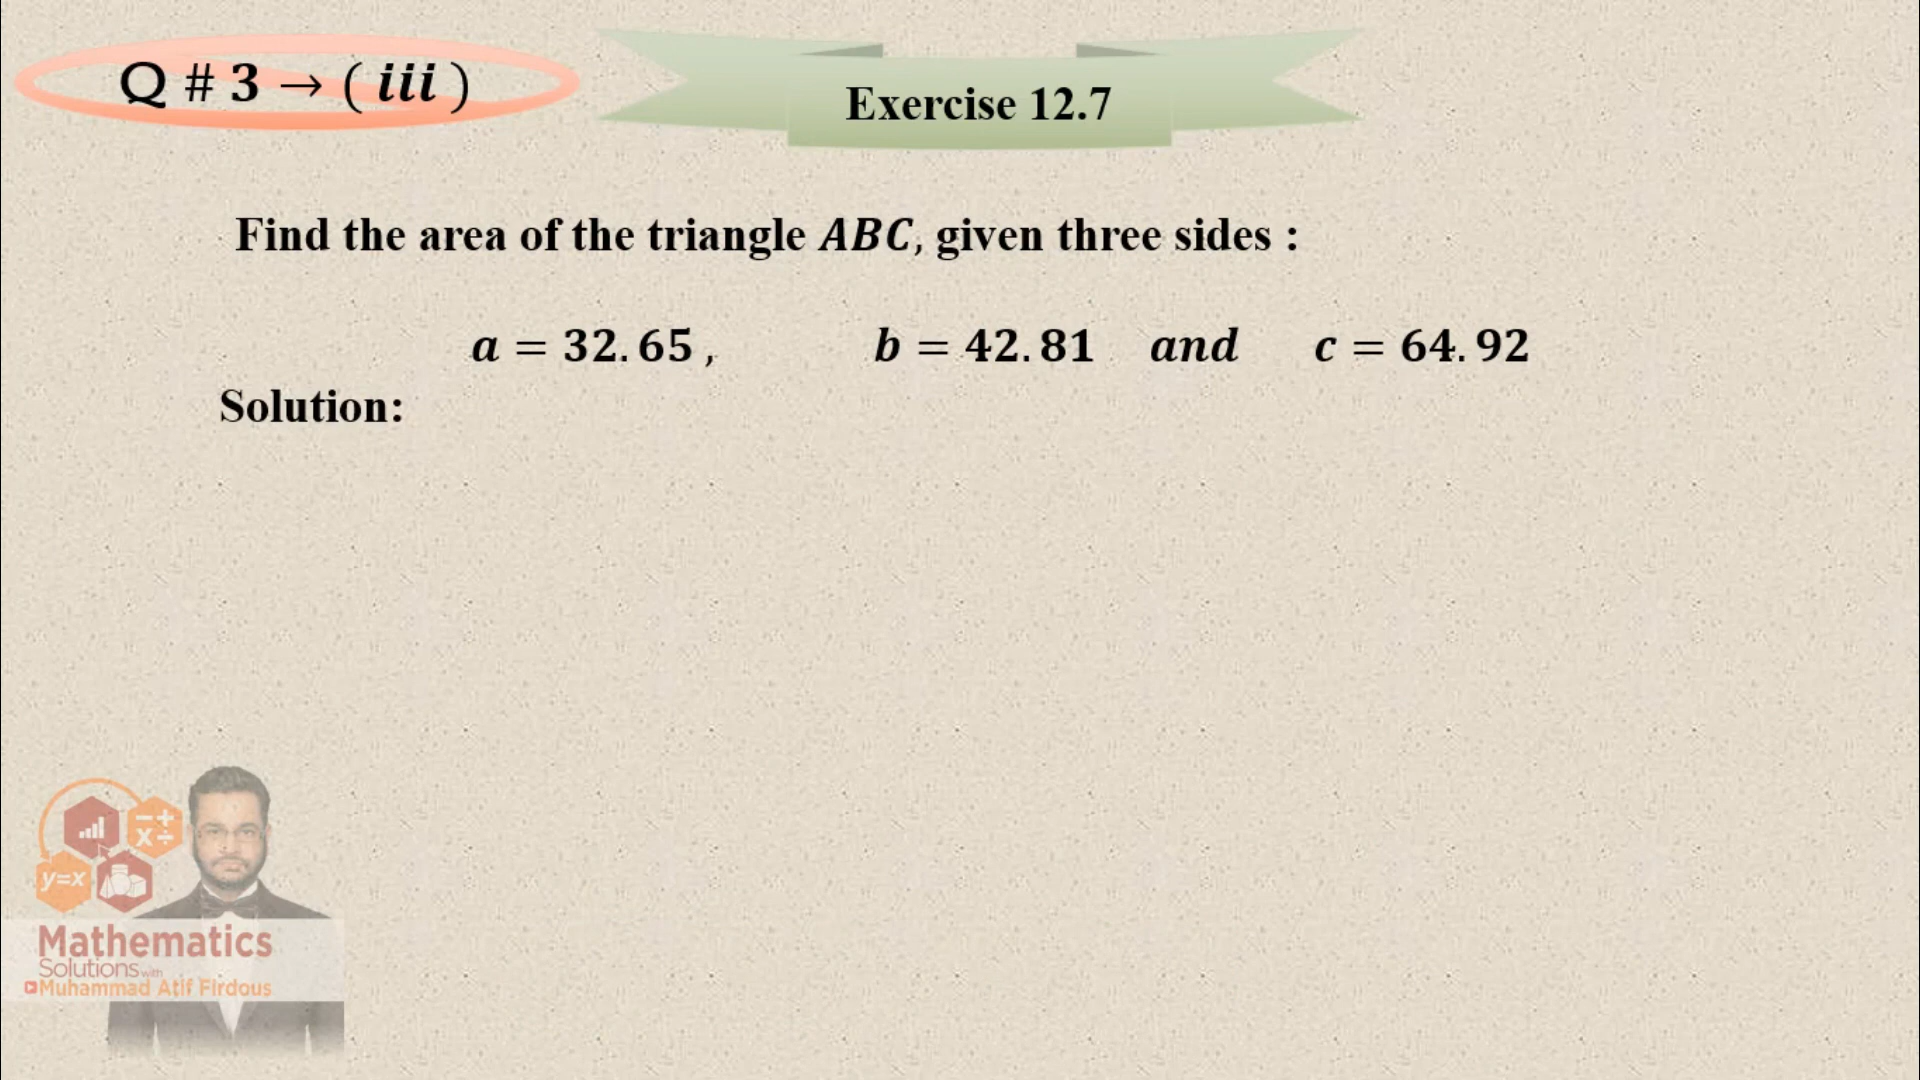 Q # 3 → ( iii )
Exercise 12.7
Find the area of the triangle ABC, given three sides :
a = 32.65 , b = 42.81 and c = 64.92
Solution:
−+
x÷
y=x
Mathematics
Solutions with
Muhammad Atif Firdous